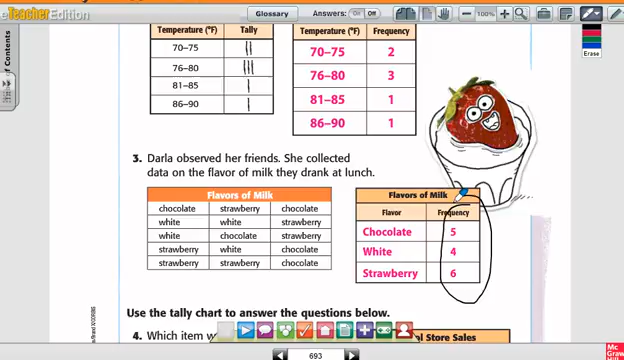 Teacher Edition
Glossary
Answers: On Off
100%
Erase
of Contents
Temperature (°F) Tally
70–75
76–80
81–85
86–90
Temperature (°F) Frequency
70–75 2
76–80 3
81–85 1
86–90 1
3. Darla observed her friends. She collected
data on the flavor of milk they drank at lunch.
Flavors of Milk
chocolate strawberry chocolate
white white strawberry
white chocolate strawberry
strawberry white chocolate
strawberry strawberry chocolate
Flavors of Milk
Flavor Frequency
Chocolate 5
White 4
Strawberry 6
Use the tally chart to answer the questions below.
4. Which item
al Store Sales
693
Mc